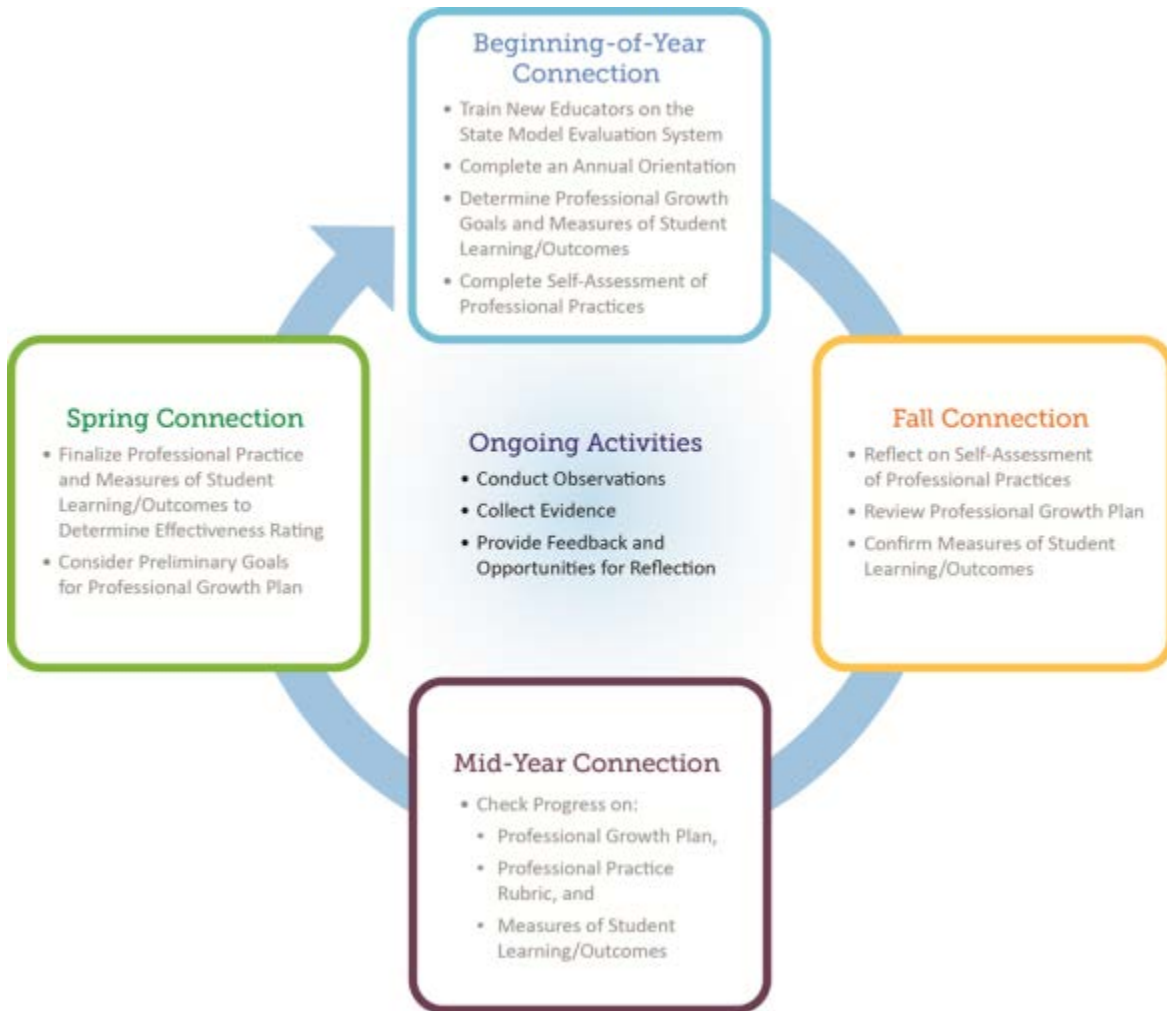 Beginning-of-Year
Connection
• Train New Educators on the
State Model Evaluation System
• Complete an Annual Orientation
• Determine Professional Growth
Goals and Measures of Student
Learning/Outcomes
• Complete Self-Assessment of
Professional Practices
Spring Connection
• Finalize Professional Practice
and Measures of Student
Learning/Outcomes to
Determine Effectiveness Rating
• Consider Preliminary Goals
for Professional Growth Plan
Ongoing Activities
• Conduct Observations
• Collect Evidence
• Provide Feedback and
Opportunities for Reflection
Fall Connection
• Reflect on Self-Assessment
of Professional Practices
• Review Professional Growth Plan
• Confirm Measures of Student
Learning/Outcomes
Mid-Year Connection
• Check Progress on:
• Professional Growth Plan,
• Professional Practice
Rubric, and
• Measures of Student
Learning/Outcomes